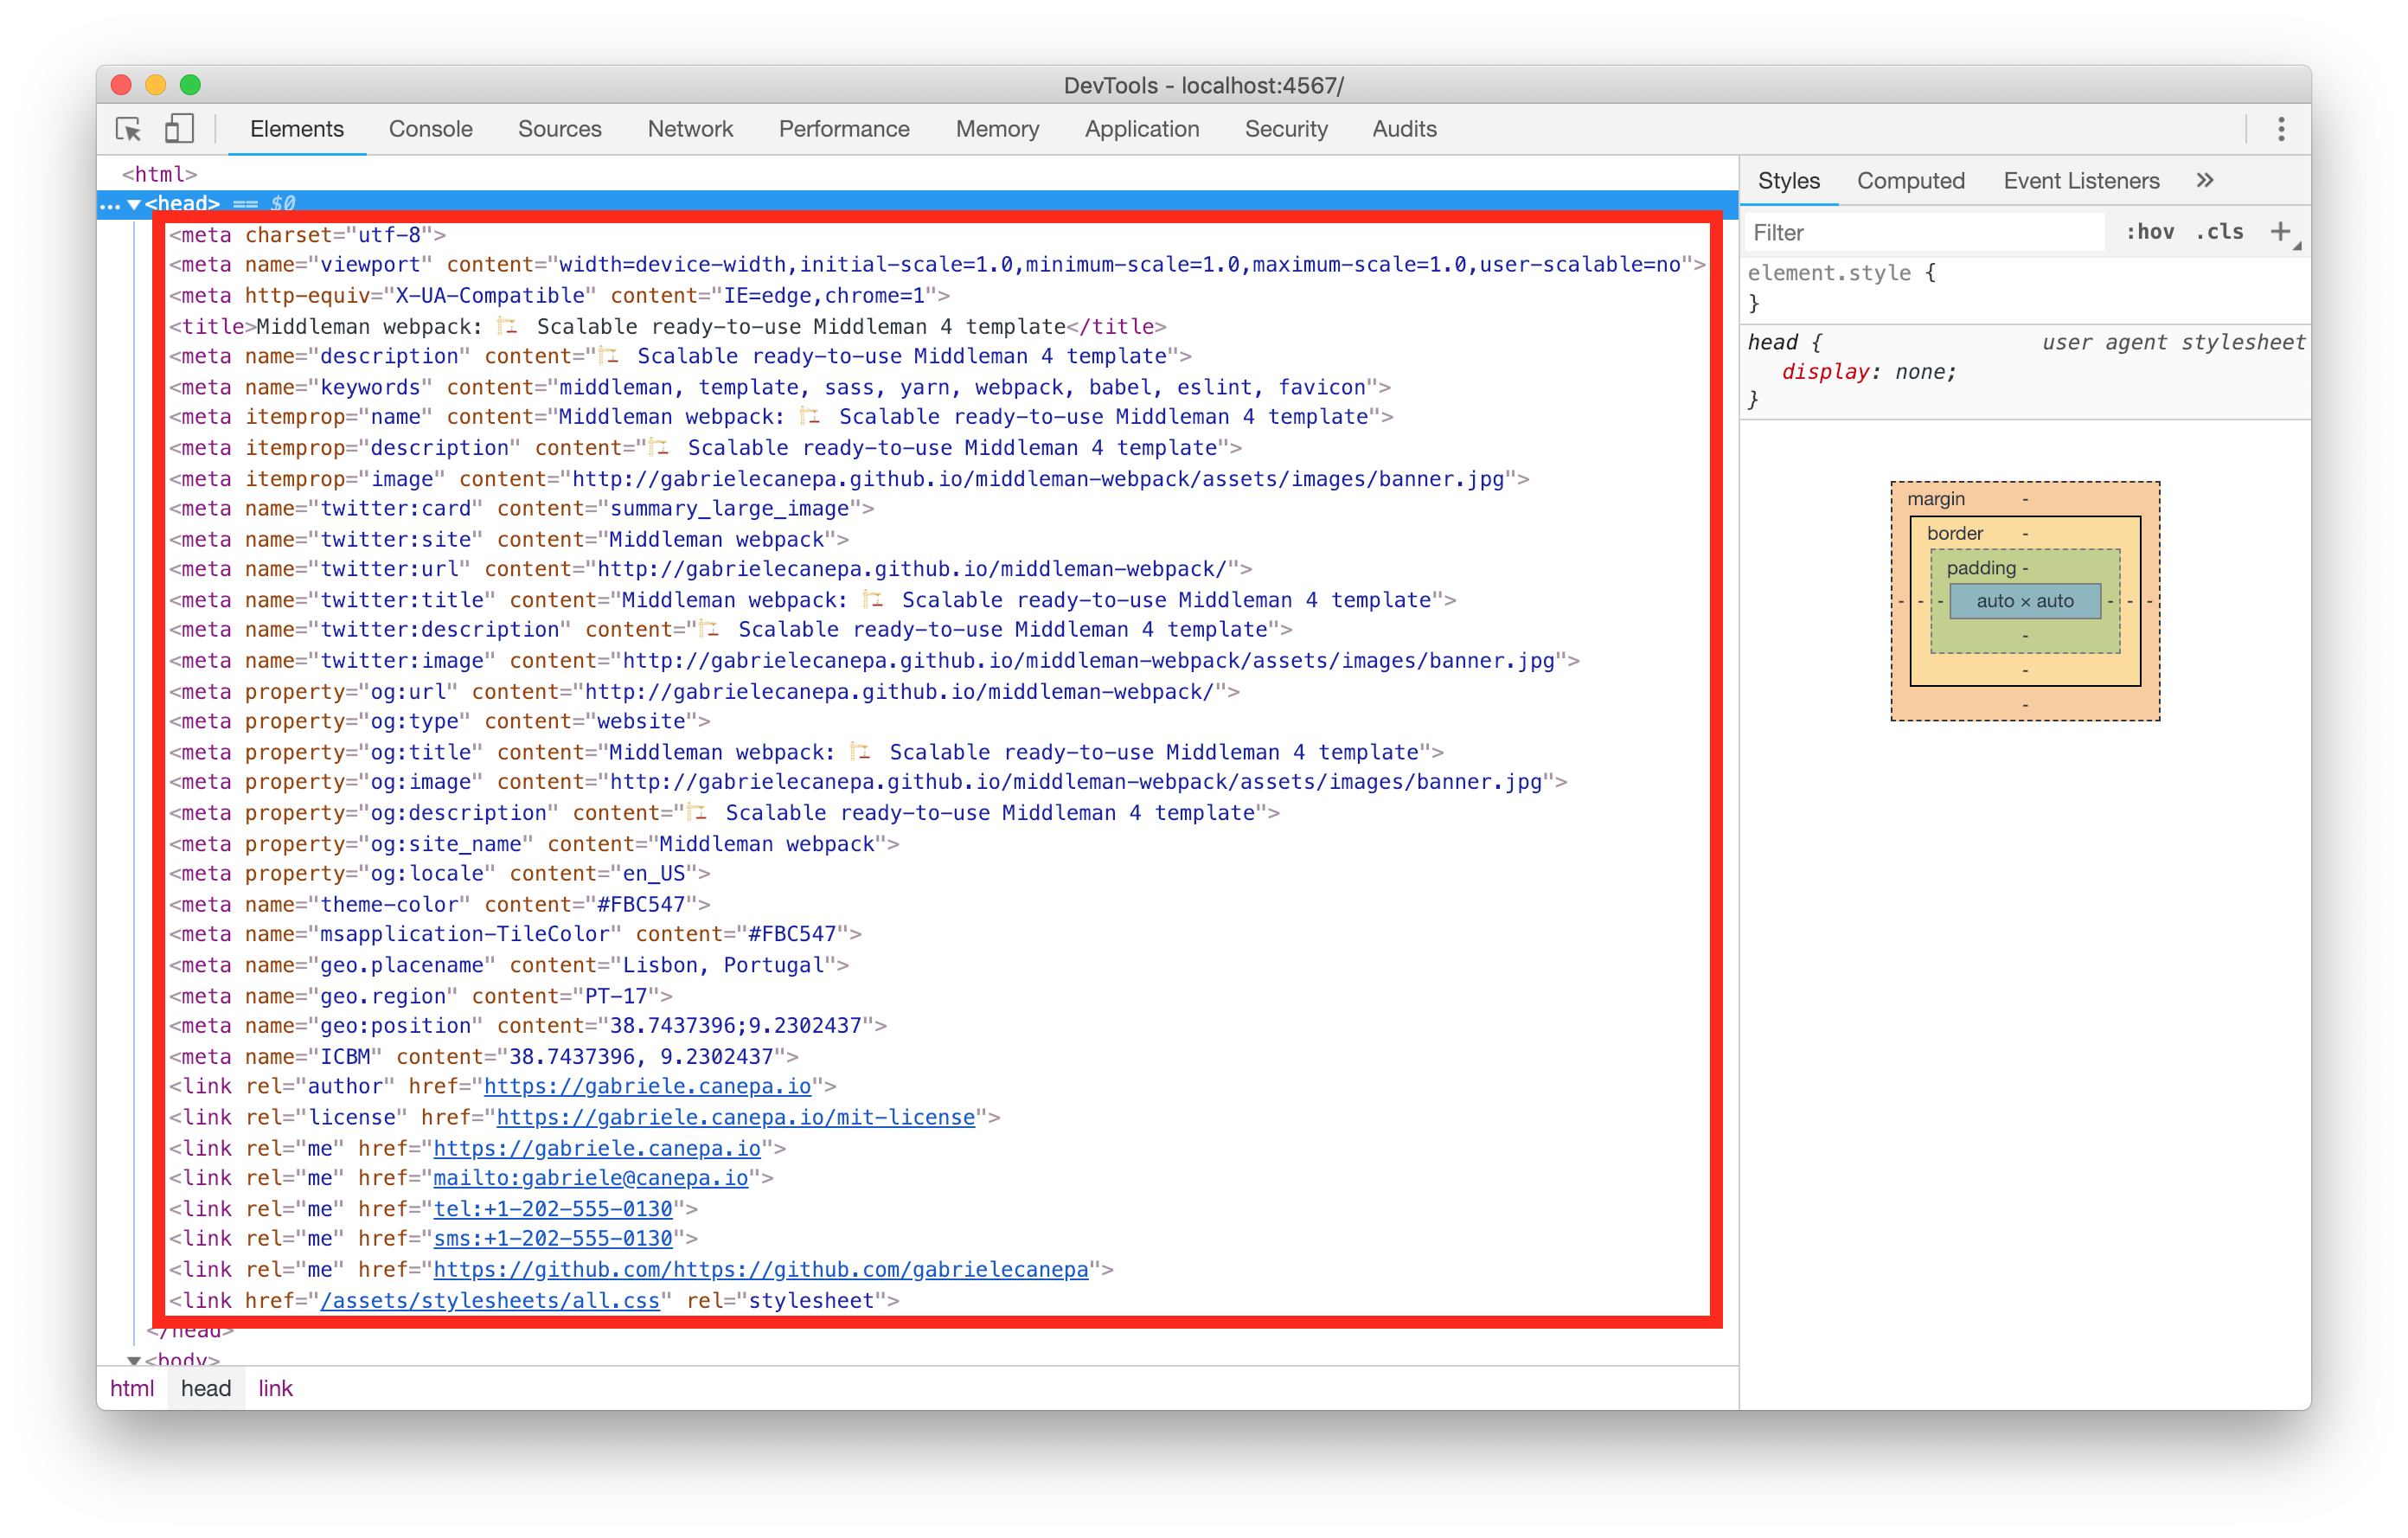 DevTools - localhost:4567/
Elements Console Sources Network Performance Memory Application Security Audits
<html>
... ▼<head> == $0
<meta charset="utf-8">
<meta name="viewport" content="width=device-width,initial-scale=1.0,minimum-scale=1.0,maximum-scale=1.0,user-scalable=no">
<meta http-equiv="X-UA-Compatible" content="IE=edge,chrome=1">
<title>Middleman webpack: 🏗 Scalable ready-to-use Middleman 4 template</title>
<meta name="description" content="🏗 Scalable ready-to-use Middleman 4 template">
<meta name="keywords" content="middleman, template, sass, yarn, webpack, babel, eslint, favicon">
<meta itemprop="name" content="Middleman webpack: 🏗 Scalable ready-to-use Middleman 4 template">
<meta itemprop="description" content="🏗 Scalable ready-to-use Middleman 4 template">
<meta itemprop="image" content="http://gabrielecanepa.github.io/middleman-webpack/assets/images/banner.jpg">
<meta name="twitter:card" content="summary_large_image">
<meta name="twitter:site" content="Middleman webpack">
<meta name="twitter:url" content="http://gabrielecanepa.github.io/middleman-webpack/">
<meta name="twitter:title" content="Middleman webpack: 🏗 Scalable ready-to-use Middleman 4 template">
<meta name="twitter:description" content="🏗 Scalable ready-to-use Middleman 4 template">
<meta name="twitter:image" content="http://gabrielecanepa.github.io/middleman-webpack/assets/images/banner.jpg">
<meta property="og:url" content="http://gabrielecanepa.github.io/middleman-webpack/">
<meta property="og:type" content="website">
<meta property="og:title" content="Middleman webpack: 🏗 Scalable ready-to-use Middleman 4 template">
<meta property="og:image" content="http://gabrielecanepa.github.io/middleman-webpack/assets/images/banner.jpg">
<meta property="og:description" content="🏗 Scalable ready-to-use Middleman 4 template">
<meta property="og:site_name" content="Middleman webpack">
<meta property="og:locale" content="en_US">
<meta name="theme-color" content="#FBC547">
<meta name="msapplication-TileColor" content="#FBC547">
<meta name="geo.placename" content="Lisbon, Portugal">
<meta name="geo.region" content="PT-17">
<meta name="geo:position" content="38.7437396;9.2302437">
<meta name="ICBM" content="38.7437396, 9.2302437">
<link rel="author" href="https://gabriele.canepa.io">
<link rel="license" href="https://gabriele.canepa.io/mit-license">
<link rel="me" href="https://gabriele.canepa.io">
<link rel="me" href="mailto:gabriele@canepa.io">
<link rel="me" href="tel:+1-202-555-0130">
<link rel="me" href="sms:+1-202-555-0130">
<link rel="me" href="https://github.com/https://github.com/gabrielecanepa">
<link href="/assets/stylesheets/all.css" rel="stylesheet">
</head>
▼<body>
html head link
Styles Computed Event Listeners »
Filter :hov .cls +
element.style {
}
head { user agent stylesheet
display: none;
}
margin -
border -
padding -
- - - auto × auto - - -
-
-
-